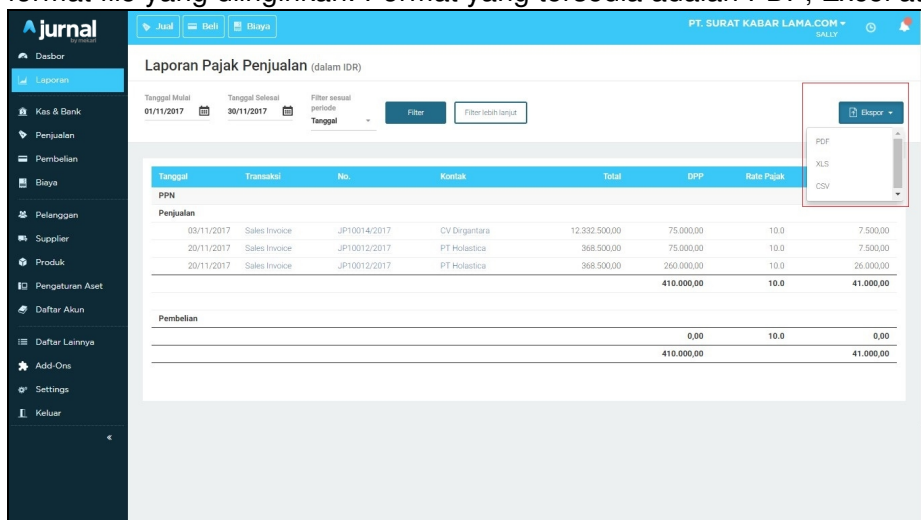 format file yang diinginkan. Format yang tersedia adalah PDF, Excel at
jurnal
by mekari
Jual Beli Biaya PT. SURAT KABAR LAMA.COM
SALLY
Dasbor
Laporan
Kas & Bank
Penjualan
Pembelian
Biaya
Pelanggan
Supplier
Produk
Pengaturan Aset
Daftar Akun
Daftar Lainnya
Add-Ons
Settings
Keluar
«
Laporan Pajak Penjualan (dalam IDR)
Tanggal Mulai Tanggal Selesai Filter sesuai
periode
01/11/2017 30/11/2017 Tanggal Filter Filter lebih lanjut Ekspor
PDF
XLS
CSV
Tanggal Transaksi No. Kontak Total DPP Rate Pajak
PPN
Penjualan
03/11/2017 Sales Invoice JP10014/2017 CV Dirgantara 12.332.500,00 75.000,00 10.0 7.500,00
20/11/2017 Sales Invoice JP10012/2017 PT Holastica 368.500,00 75.000,00 10.0 7.500,00
20/11/2017 Sales Invoice JP10012/2017 PT Holastica 368.500,00 260.000,00 10.0 26.000,00
410.000,00 10.0 41.000,00
Pembelian
0,00 10.0 0,00
410.000,00 41.000,00